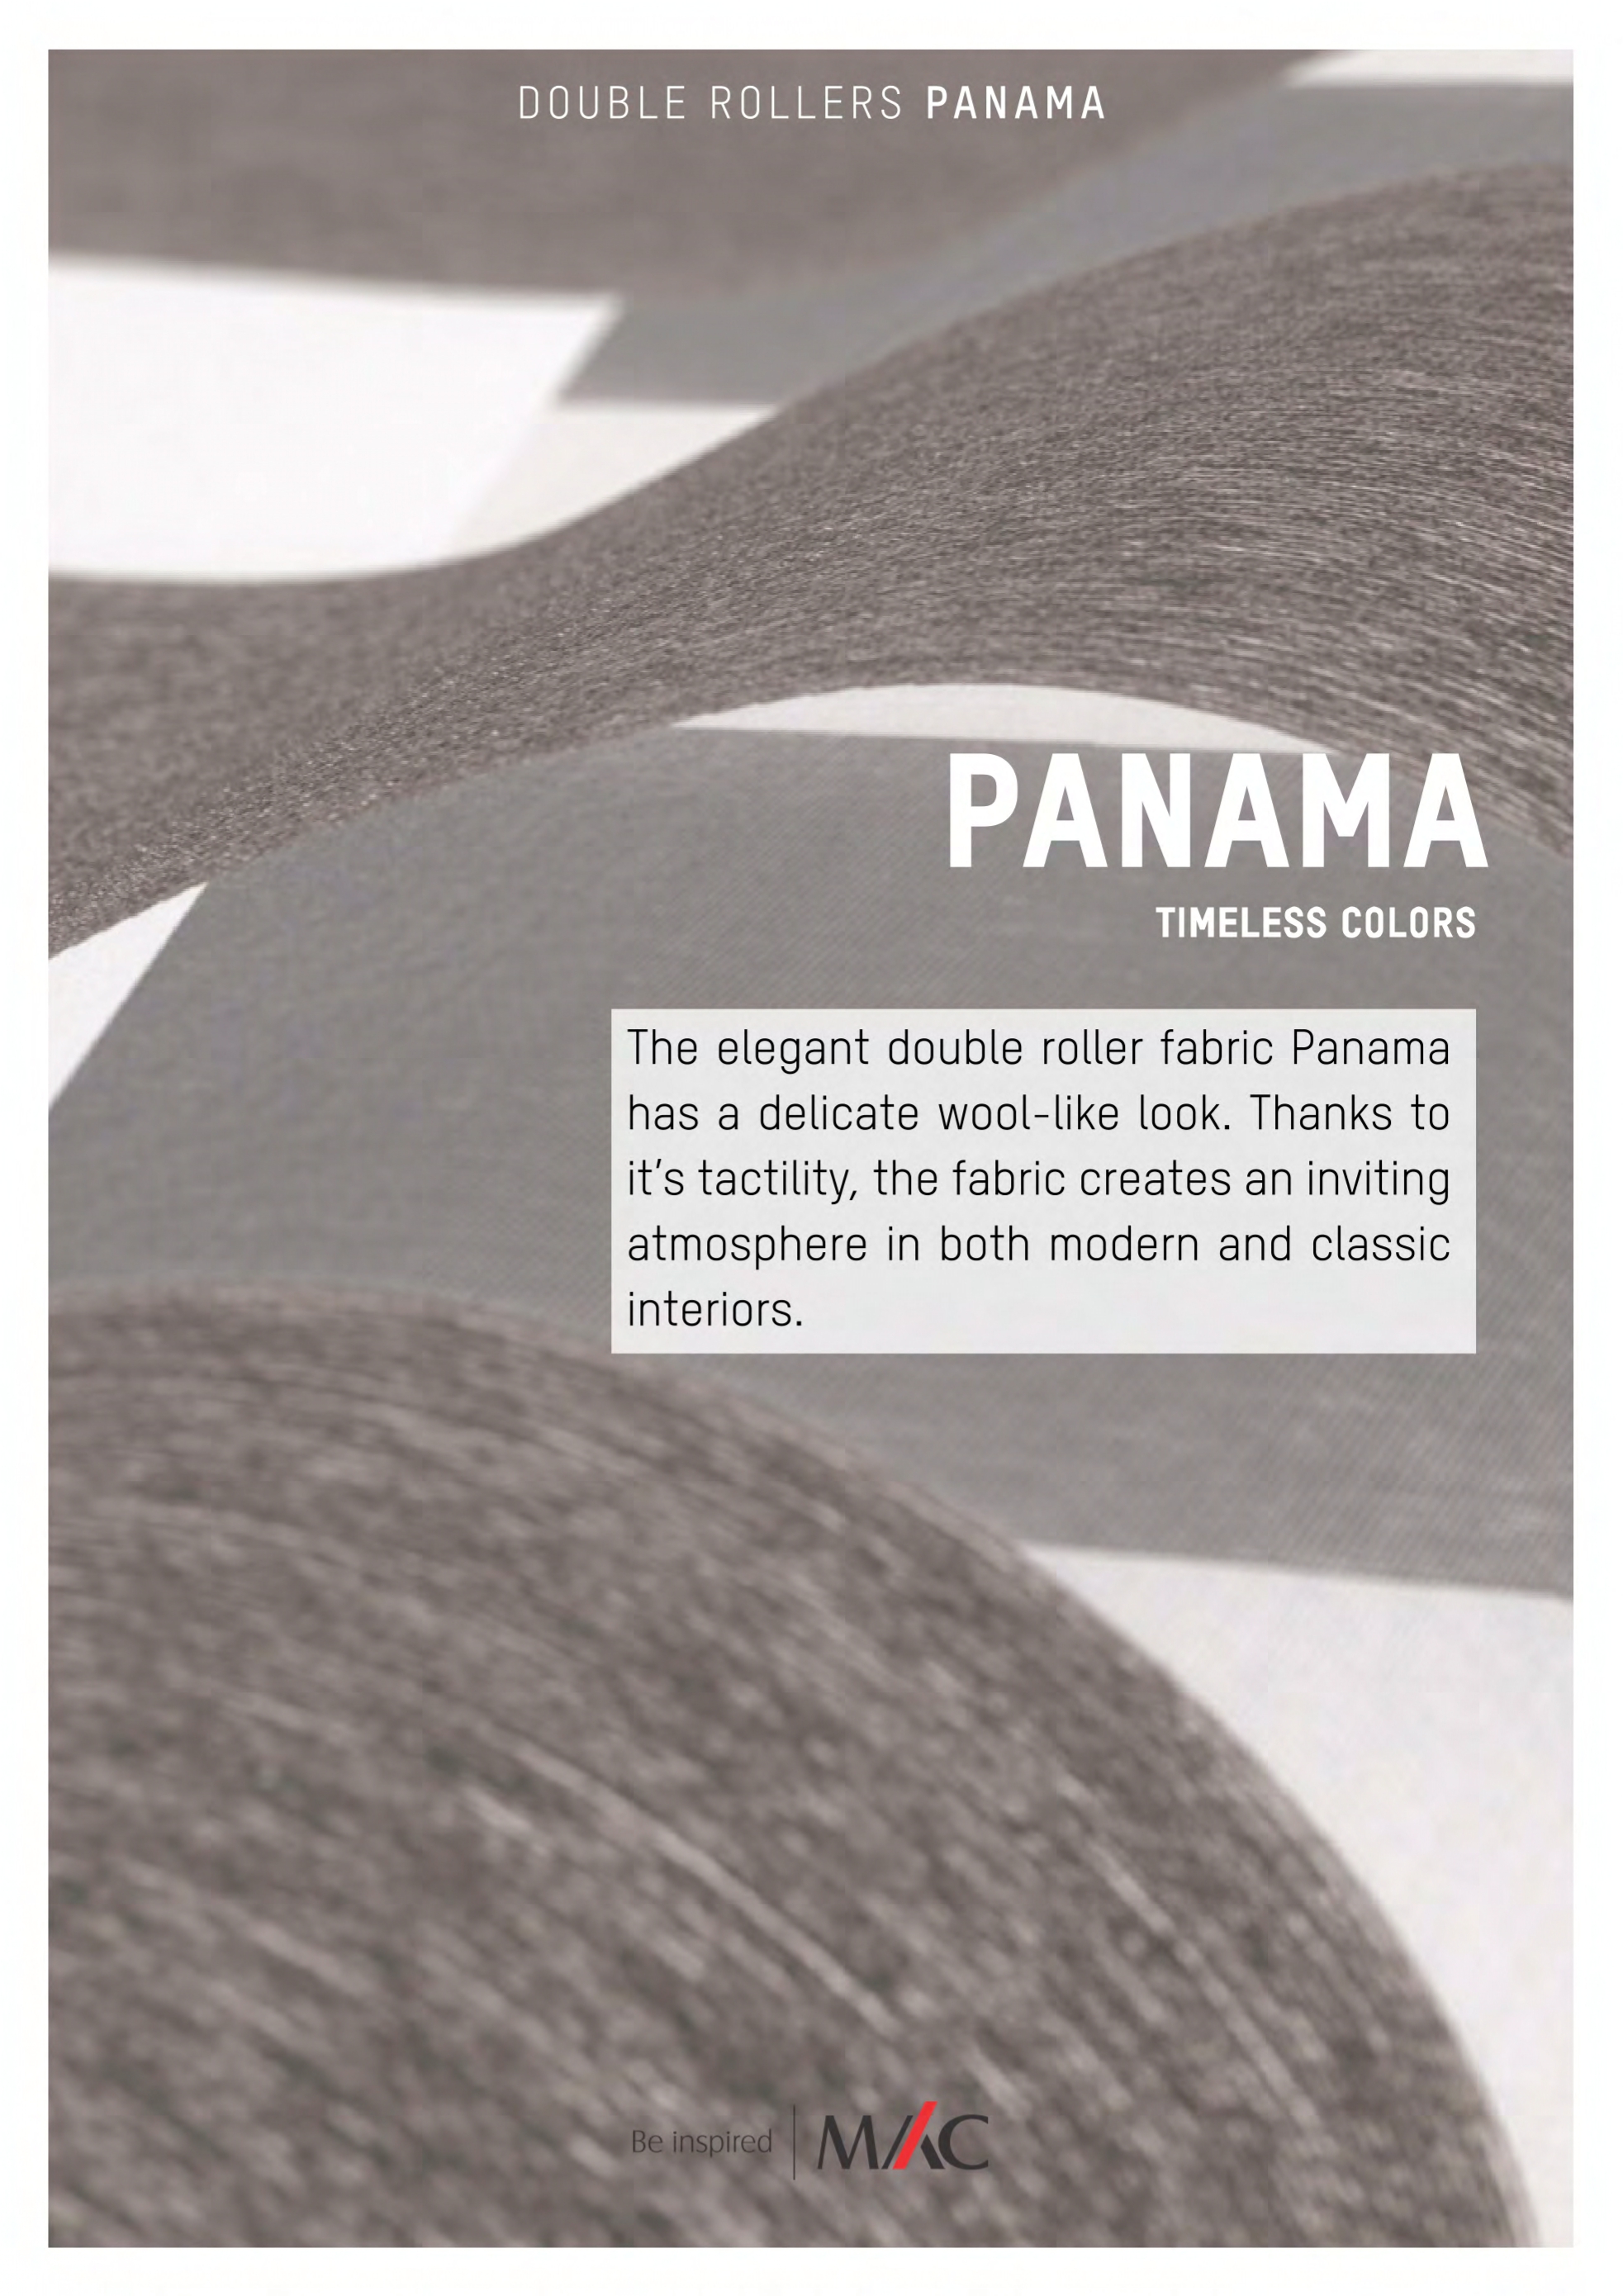 DOUBLE ROLLERS PANAMA
PANAMA
TIMELESS COLORS
The elegant double roller fabric Panama
has a delicate wool-like look. Thanks to
it's tactility, the fabric creates an inviting
atmosphere in both modern and classic
interiors.
Be inspired MAC